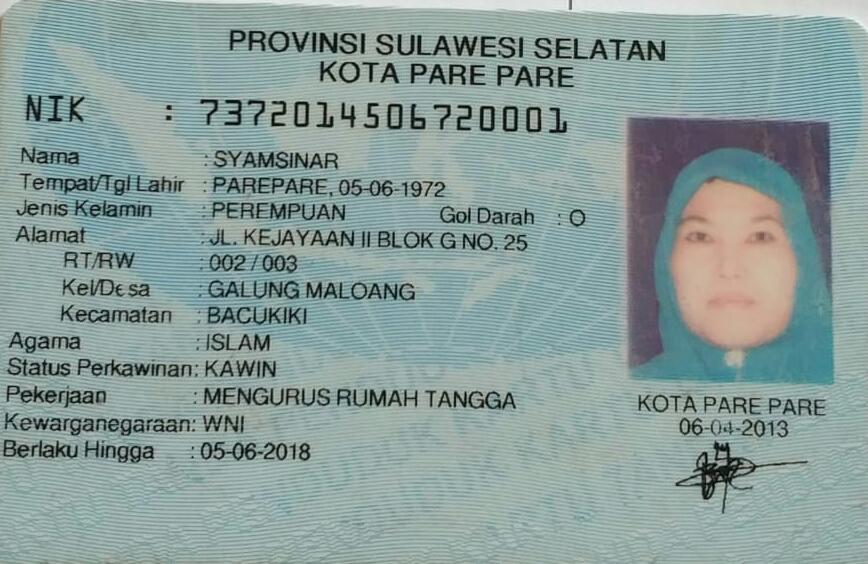 PROVINSI SULAWESI SELATAN
KOTA PARE PARE
NIK : 7372014506720001
Nama : SYAMSINAR
Tempat/Tgl Lahir : PAREPARE, 05-06-1972
Jenis Kelamin : PEREMPUAN Gol Darah : O
Alamat : JL. KEJAYAAN II BLOK G NO. 25
RT/RW : 002 / 003
Kel/Desa : GALUNG MALOANG
Kecamatan : BACUKIKI
Agama : ISLAM
Status Perkawinan: KAWIN
Pekerjaan : MENGURUS RUMAH TANGGA
Kewarganegaraan: WNI
Berlaku Hingga : 05-06-2018
KOTA PARE PARE
06-04-2013